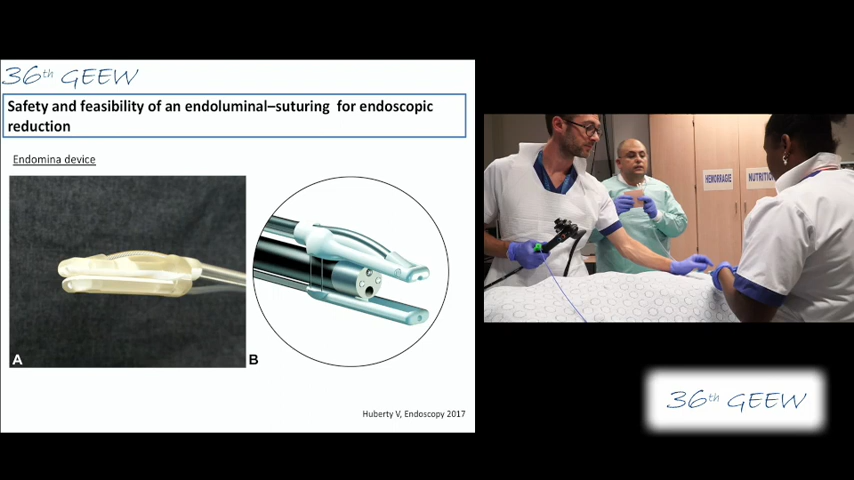 36th GEEW
Safety and feasibility of an endoluminal–suturing for endoscopic
reduction
Endomina device
A
B
Huberty V, Endoscopy 2017
HEMORRAGIE
NUTRITION
36th GEEW